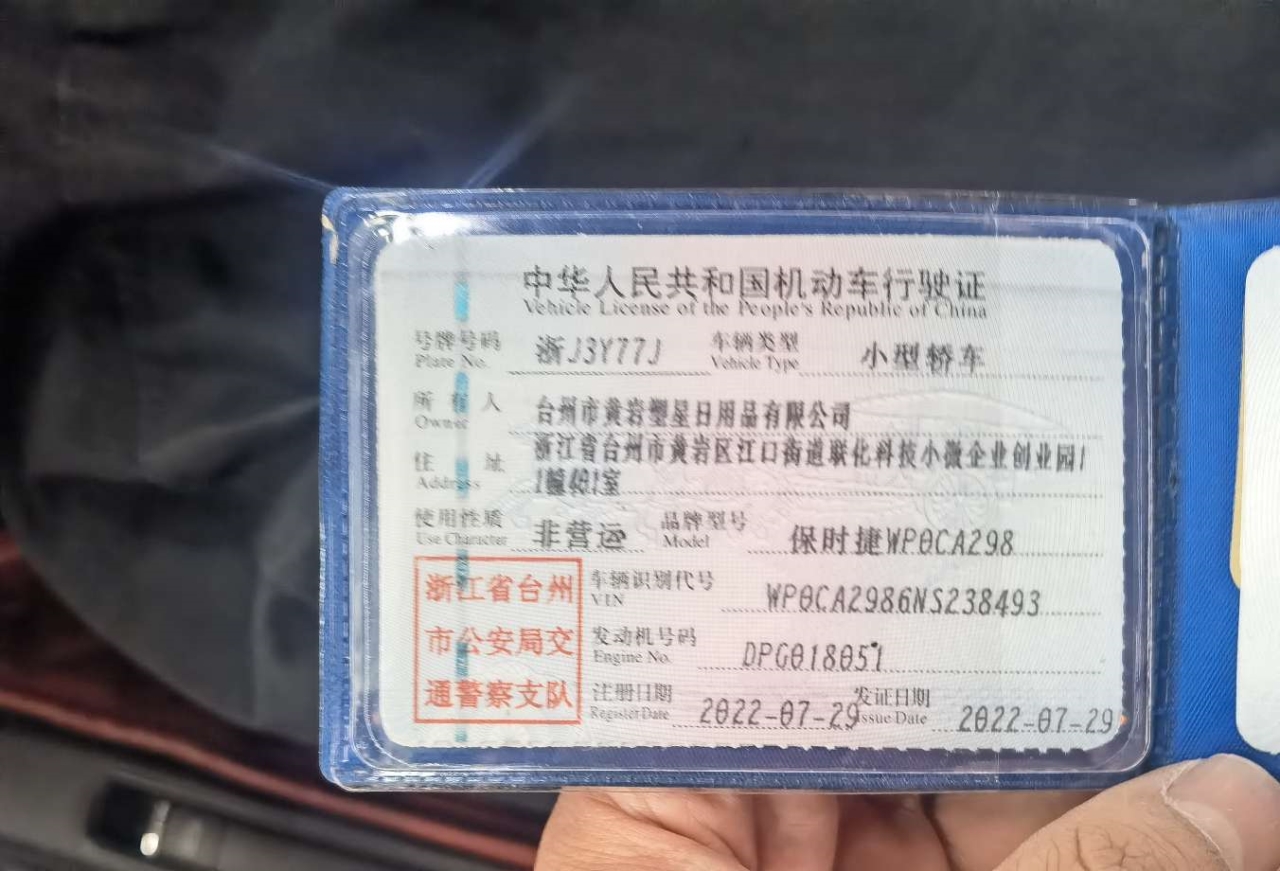 中华人民共和国机动车行驶证
Vehicle License of the People's Republic of China
号牌号码 浙J3Y77J 车辆类型 小型轿车
Plate No. Vehicle Type
所有人 台州市黄岩塑星日用品有限公司
Owner
住址 浙江省台州市黄岩区江口街道联化科技小微企业创业园1
Address 1幢401室
使用性质 非营运 品牌型号 保时捷WP0CA298
Use Character Model
浙江省台州
市公安局交
通警察支队
车辆识别代号 WP0CA2986NS238493
VIN
发动机号码 DPG018051
Engine No.
注册日期 2022-07-29 发证日期 2022-07-29
Register Date Issue Date